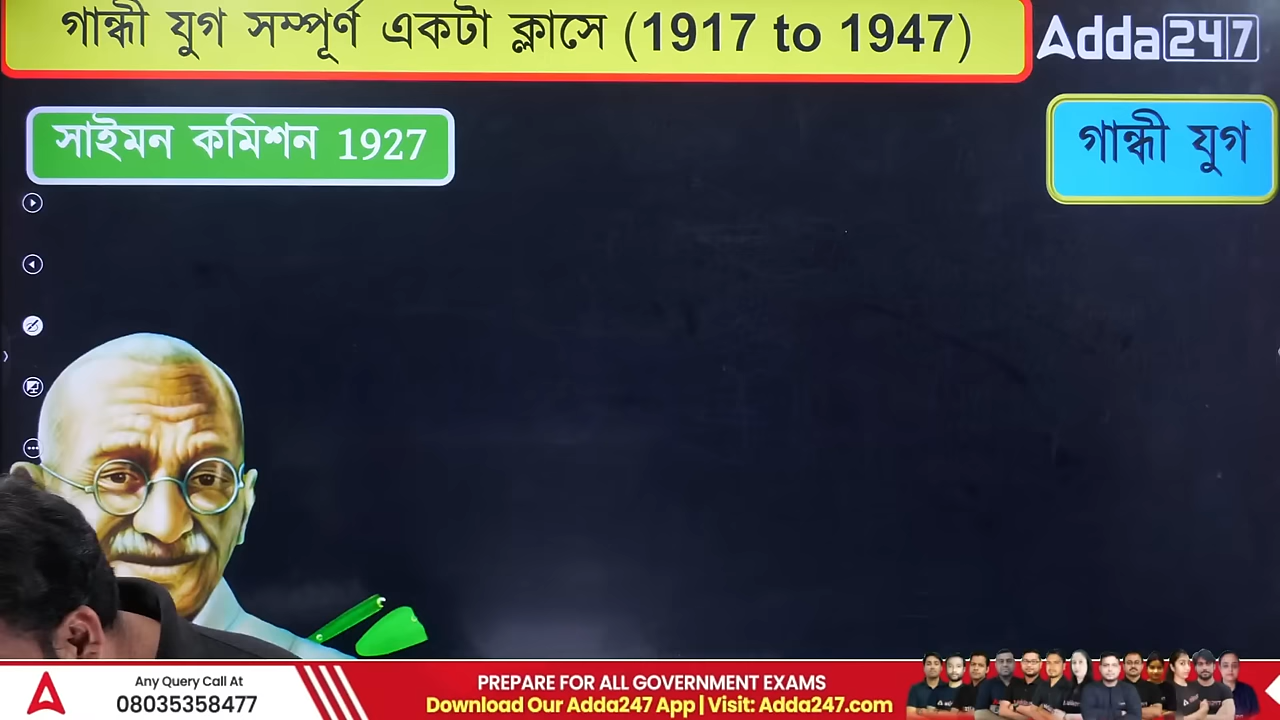 গান্ধী যুগ সম্পূর্ণ একটা ক্লাসে (1917 to 1947)
Adda247
সাইমন কমিশন 1927
গান্ধী যুগ
Any Query Call At
08035358477
PREPARE FOR ALL GOVERNMENT EXAMS
Download Our Adda247 App | Visit: Adda247.com